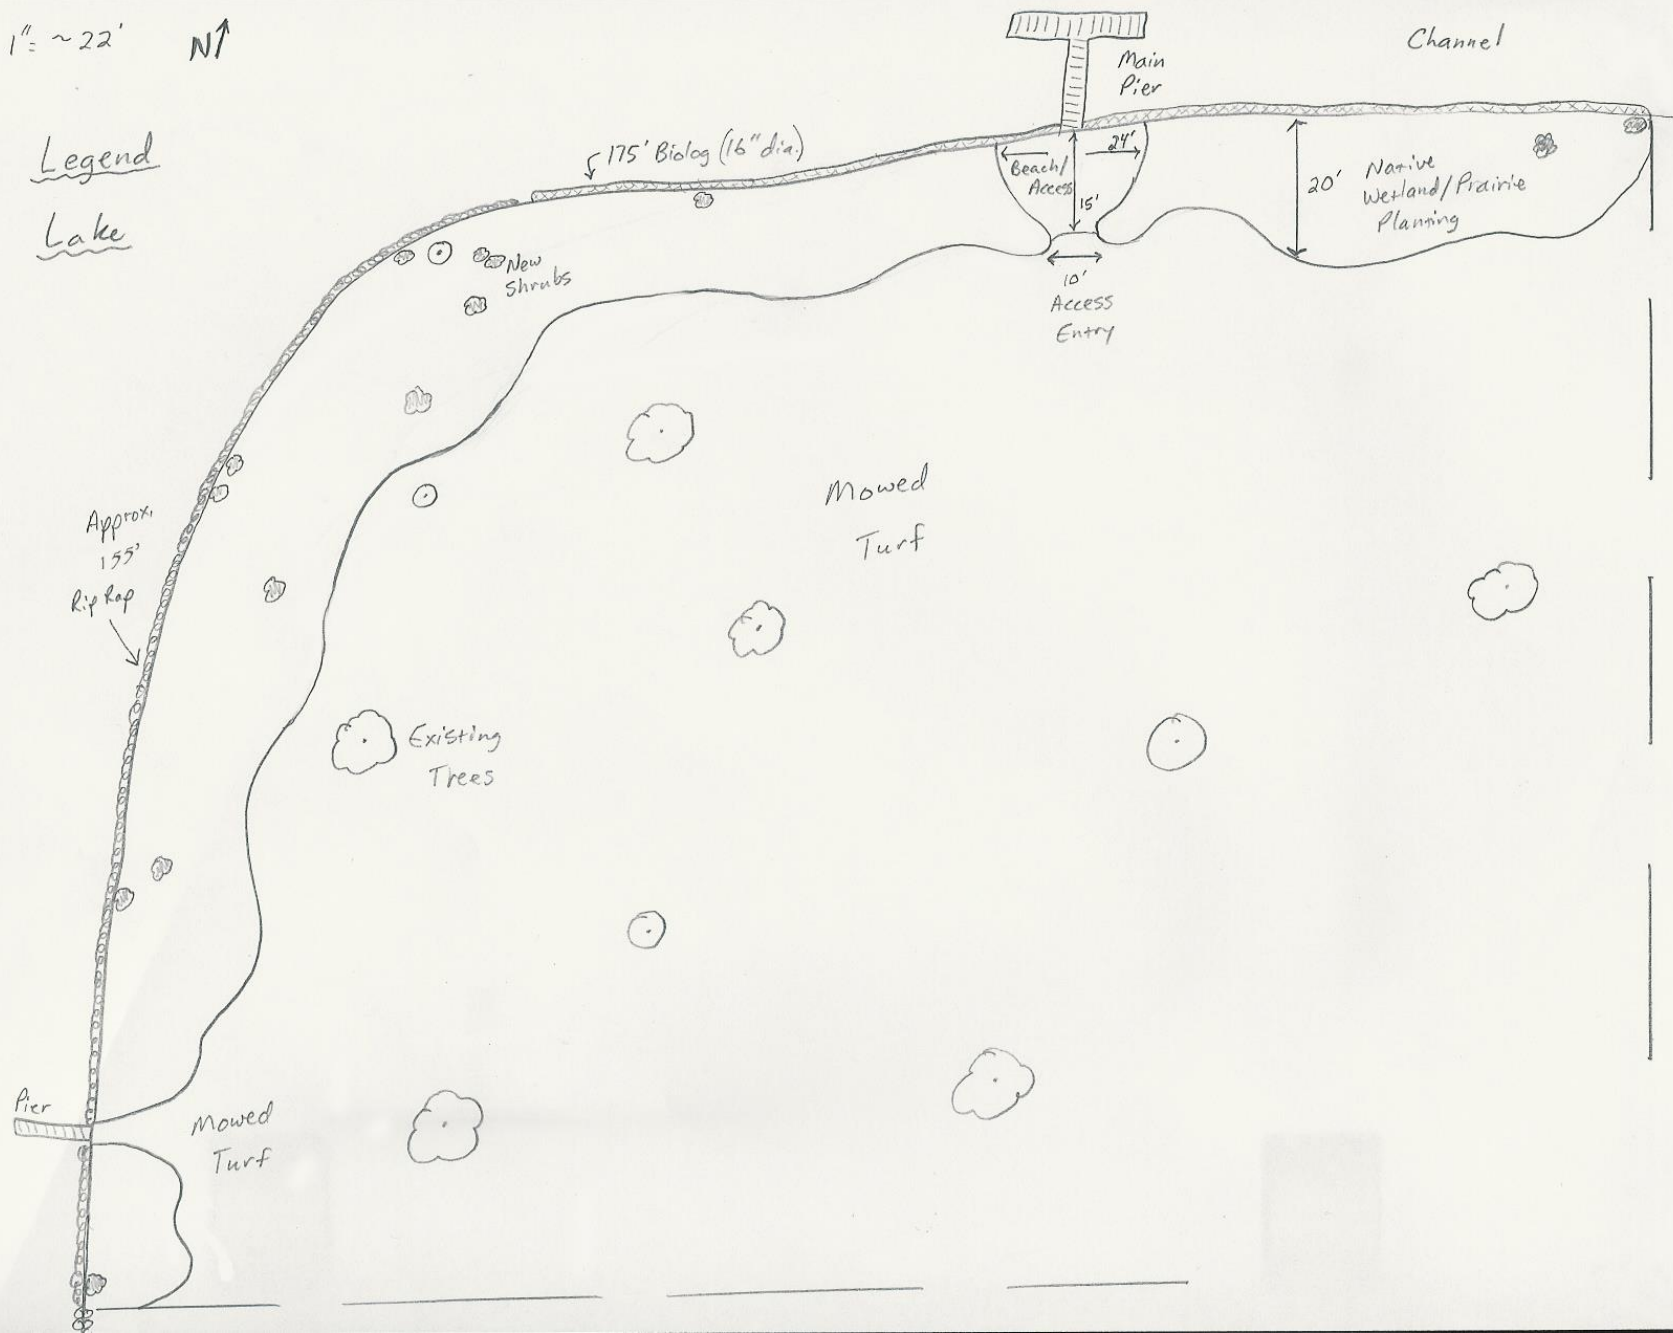 1" = ~22'
N
Channel
Main
Pier
Legend
175' Biolog (16" dia.)
24'
Beach/
Access
15'
20'
Native
Wetland/Prairie
Planting
Lake
New
Shrubs
10'
Access
Entry
Mowed
Turf
Approx.
155'
Rip Rap
Existing
Trees
Pier
Mowed
Turf